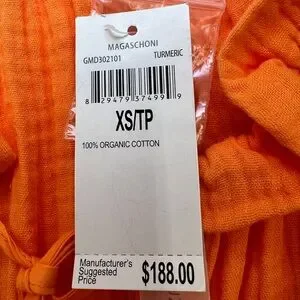 MAGASCHONI
GMD302101 TURMERIC
8 29479 37499 9
XS/TP
100% ORGANIC COTTON
Manufacturer's
Suggested
Price
$188.00